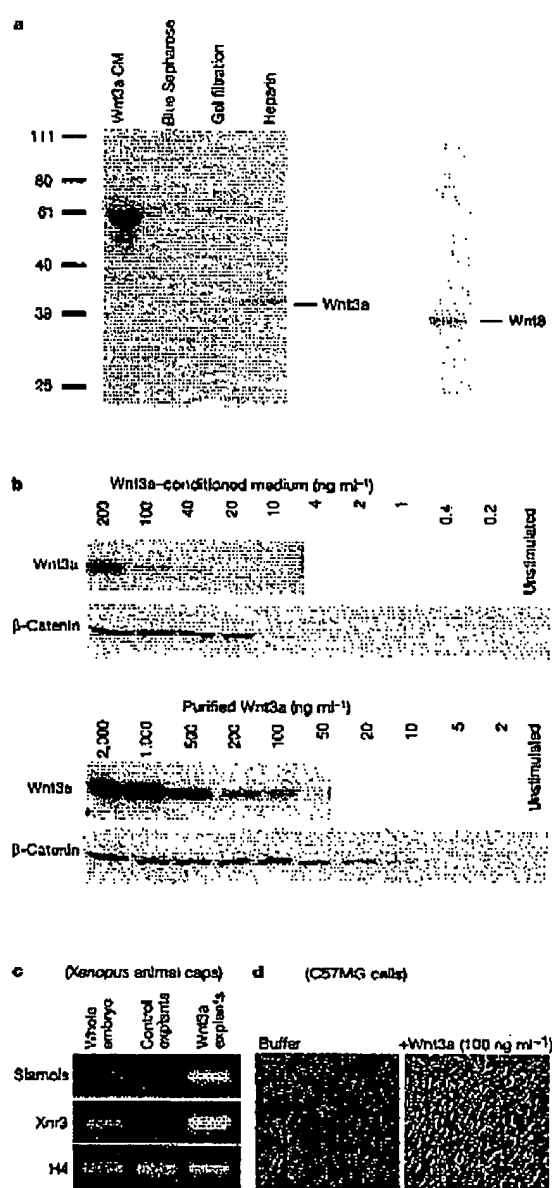 a
Wnt3a CM
Blue Sepharose
Gel filtration
Heparin
111
80
61
Wnt3a
Wnt8
b
Wnt3a-conditioned medium (ng ml⁻¹)
200 100 40 20 10 4 2 1 0.4 0.2 Unstimulated
Wnt3a
β-Catenin
Purified Wnt3a (ng ml⁻¹)
2,000 1,000 500 200 100 50 20 10 5 2 Unstimulated
Wnt3a
β-Catenin
c (Xenopus animal caps)
Whole embryo
Control explants
Wnt3a explants
Siamois
Xnr3
H4
d (C57MG cells)
Buffer
+Wnt3a (100 ng ml⁻¹)